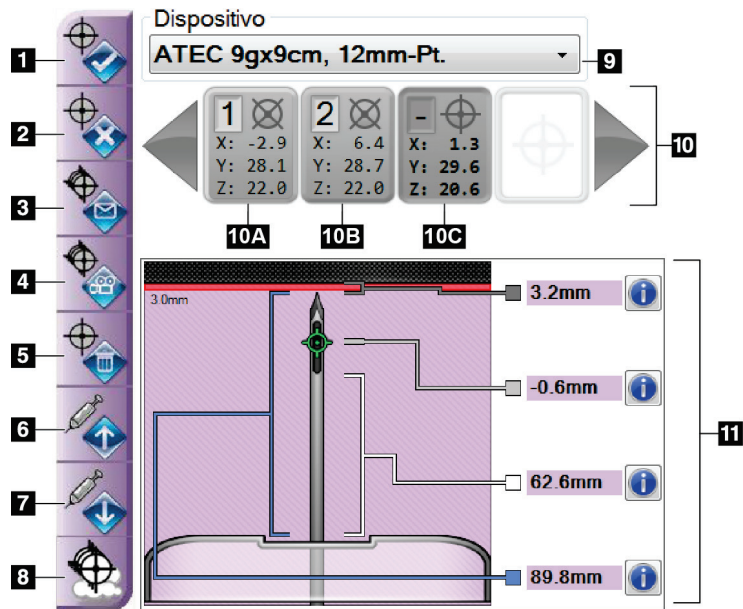 Dispositivo
ATEC 9gx9cm, 12mm-Pt.
9
1
2
3
4
5
6
7
8
1
X: -2.9
Y: 28.1
Z: 22.0
2
X: 6.4
Y: 28.7
Z: 22.0
-
X: 1.3
Y: 29.6
Z: 20.6
10
10A
10B
10C
3.0mm
3.2mm
-0.6mm
62.6mm
89.8mm
11